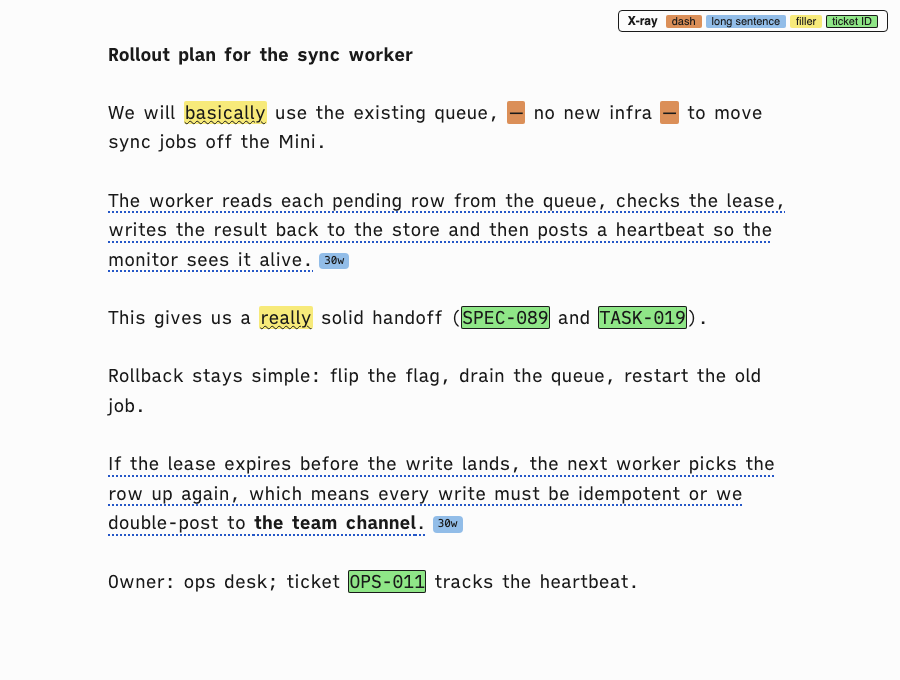 X-ray dash long sentence filler ticket ID
Rollout plan for the sync worker
We will basically use the existing queue, — no new infra — to move
sync jobs off the Mini.
The worker reads each pending row from the queue, checks the lease,
writes the result back to the store and then posts a heartbeat so the
monitor sees it alive. 30w
This gives us a really solid handoff (SPEC-089 and TASK-019).
Rollback stays simple: flip the flag, drain the queue, restart the old
job.
If the lease expires before the write lands, the next worker picks the
row up again, which means every write must be idempotent or we
double-post to the team channel. 30w
Owner: ops desk; ticket OPS-011 tracks the heartbeat.